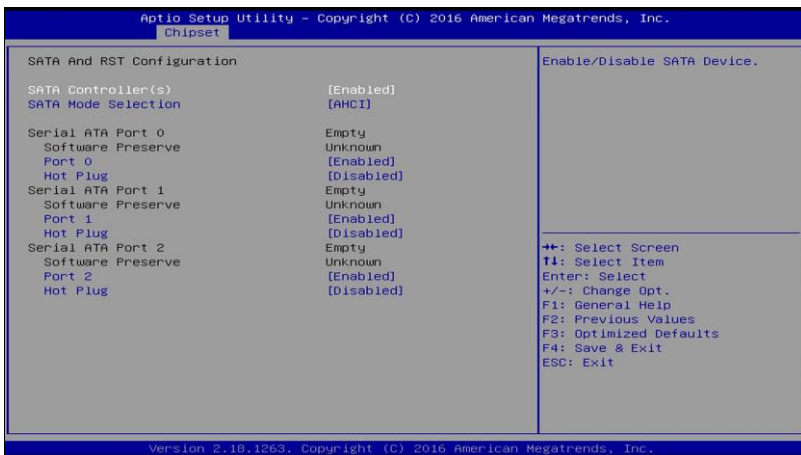 Aptio Setup Utility – Copyright (C) 2016 American Megatrends, Inc.
Chipset
SATA And RST Configuration
SATA Controller(s) [Enabled]
SATA Mode Selection [AHCI]
Serial ATA Port 0 Empty
Software Preserve Unknown
Port 0 [Enabled]
Hot Plug [Disabled]
Serial ATA Port 1 Empty
Software Preserve Unknown
Port 1 [Enabled]
Hot Plug [Disabled]
Serial ATA Port 2 Empty
Software Preserve Unknown
Port 2 [Enabled]
Hot Plug [Disabled]
Enable/Disable SATA Device.
→←: Select Screen
↑↓: Select Item
Enter: Select
+/-: Change Opt.
F1: General Help
F2: Previous Values
F3: Optimized Defaults
F4: Save & Exit
ESC: Exit
Version 2.18.1263. Copyright (C) 2016 American Megatrends, Inc.